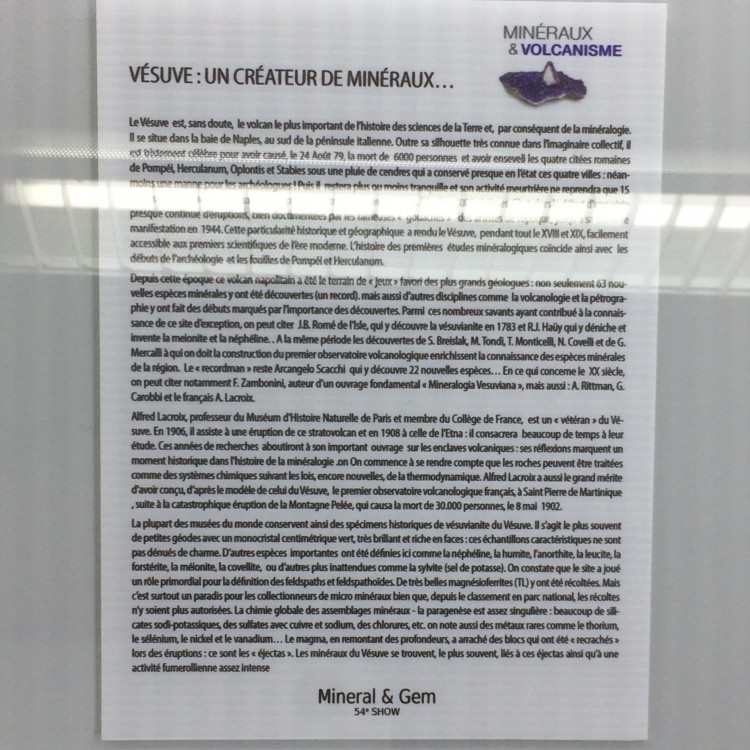 MINÉRAUX
& VOLCANISME
VÉSUVE : UN CRÉATEUR DE MINÉRAUX…
Le Vésuve est, sans doute, le volcan le plus important de l'histoire des sciences de la Terre et, par conséquent de la minéralogie.
Il se situe dans la baie de Naples, au sud de la péninsule italienne. Outre sa silhouette très connue dans l'imaginaire collectif, il
est tristement célèbre pour avoir causé, le 24 Août 79, la mort de 6000 personnes et avoir enseveli les quatre citées romaines
de Pompéi, Herculanum, Oplontis et Stabies sous une pluie de cendres qui a conservé presque en l'état ces quatre villes : néan-
moins une manne pour les archéologues ! Puis il restera plus ou moins tranquille et son activité meurtrière ne reprendra que 15
presque continue d'éruptions, bien documentées par les fameuses « gouaches »
manifestation en 1944. Cette particularité historique et géographique a rendu le Vésuve, pendant tout le XVIII et XIX, facilement
accessible aux premiers scientifiques de l'ère moderne. L'histoire des premières études minéralogiques coïncide ainsi avec les
débuts de l'archéologie et les fouilles de Pompéi et Herculanum.
Depuis cette époque ce volcan napolitain a été le terrain de « jeux » favori des plus grands géologues : non seulement 63 nou-
velles espèces minérales y ont été découvertes (un record). mais aussi d'autres disciplines comme la volcanologie et la pétrogra-
phie y ont fait des débuts marqués par l'importance des découvertes. Parmi ces nombreux savants ayant contribué à la connais-
sance de ce site d'exception, on peut citer J.B. Romé de l'Isle, qui y découvre la vésuvianite en 1783 et R.J. Haüy qui y déniche et
invente la meionite et la néphéline. . A la même période les découvertes de S. Breislak, M. Tondi, T. Monticelli, N. Covelli et de G.
Mercalli à qui on doit la construction du premier observatoire volcanologique enrichissent la connaissance des espèces minérales
de la région. Le « recordman » reste Arcangelo Scacchi qui y découvre 22 nouvelles espèces… En ce qui concerne le XX siècle,
on peut citer notamment F. Zambonini, auteur d'un ouvrage fondamental « Mineralogia Vesuviana », mais aussi : A. Rittman, G.
Carobbi et le français A. Lacroix.
Alfred Lacroix, professeur du Muséum d'Histoire Naturelle de Paris et membre du Collège de France, est un « vétéran » du Vé-
suve. En 1906, il assiste à une éruption de ce stratovolcan et en 1908 à celle de l'Etna : il consacrera beaucoup de temps à leur
étude. Ces années de recherches aboutiront à son important ouvrage sur les enclaves volcaniques : ses réflexions marquent un
moment historique dans l'histoire de la minéralogie .on On commence à se rendre compte que les roches peuvent être traitées
comme des systèmes chimiques suivant les lois, encore nouvelles, de la thermodynamique. Alfred Lacroix a aussi le grand mérite
d'avoir conçu, d'après le modèle de celui du Vésuve, le premier observatoire volcanologique français, à Saint Pierre de Martinique
, suite à la catastrophique éruption de la Montagne Pelée, qui causa la mort de 30.000 personnes, le 8 mai 1902.
La plupart des musées du monde conservent ainsi des spécimens historiques de vésuvianite du Vésuve. Il s'agit le plus souvent
de petites géodes avec un monocristal centimétrique vert, très brillant et riche en faces : ces échantillons caractéristiques ne sont
pas dénués de charme. D'autres espèces importantes ont été définies ici comme la néphéline, la humite, l'anorthite, la leucite, la
forstérite, la méionite, la covellite, ou d'autres plus inattendues comme la sylvite (sel de potasse). On constate que le site a joué
un rôle primordial pour la définition des feldspaths et feldspathoïdes. De très belles magnésioferrites (TL) y ont été récoltées. Mais
c'est surtout un paradis pour les collectionneurs de micro minéraux bien que, depuis le classement en parc national, les récoltes
n'y soient plus autorisées. La chimie globale des assemblages minéraux - la paragenèse est assez singulière : beaucoup de sili-
cates sodi-potassiques, des sulfates avec cuivre et sodium, des chlorures, etc. on note aussi des métaux rares comme le thorium,
le sélénium, le nickel et le vanadium… Le magma, en remontant des profondeurs, a arraché des blocs qui ont été « recrachés »
lors des éruptions : ce sont les « éjectas ». Les minéraux du Vésuve se trouvent, le plus souvent, liés à ces éjectas ainsi qu'à une
activité fumerollienne assez intense
Mineral & Gem
54e SHOW